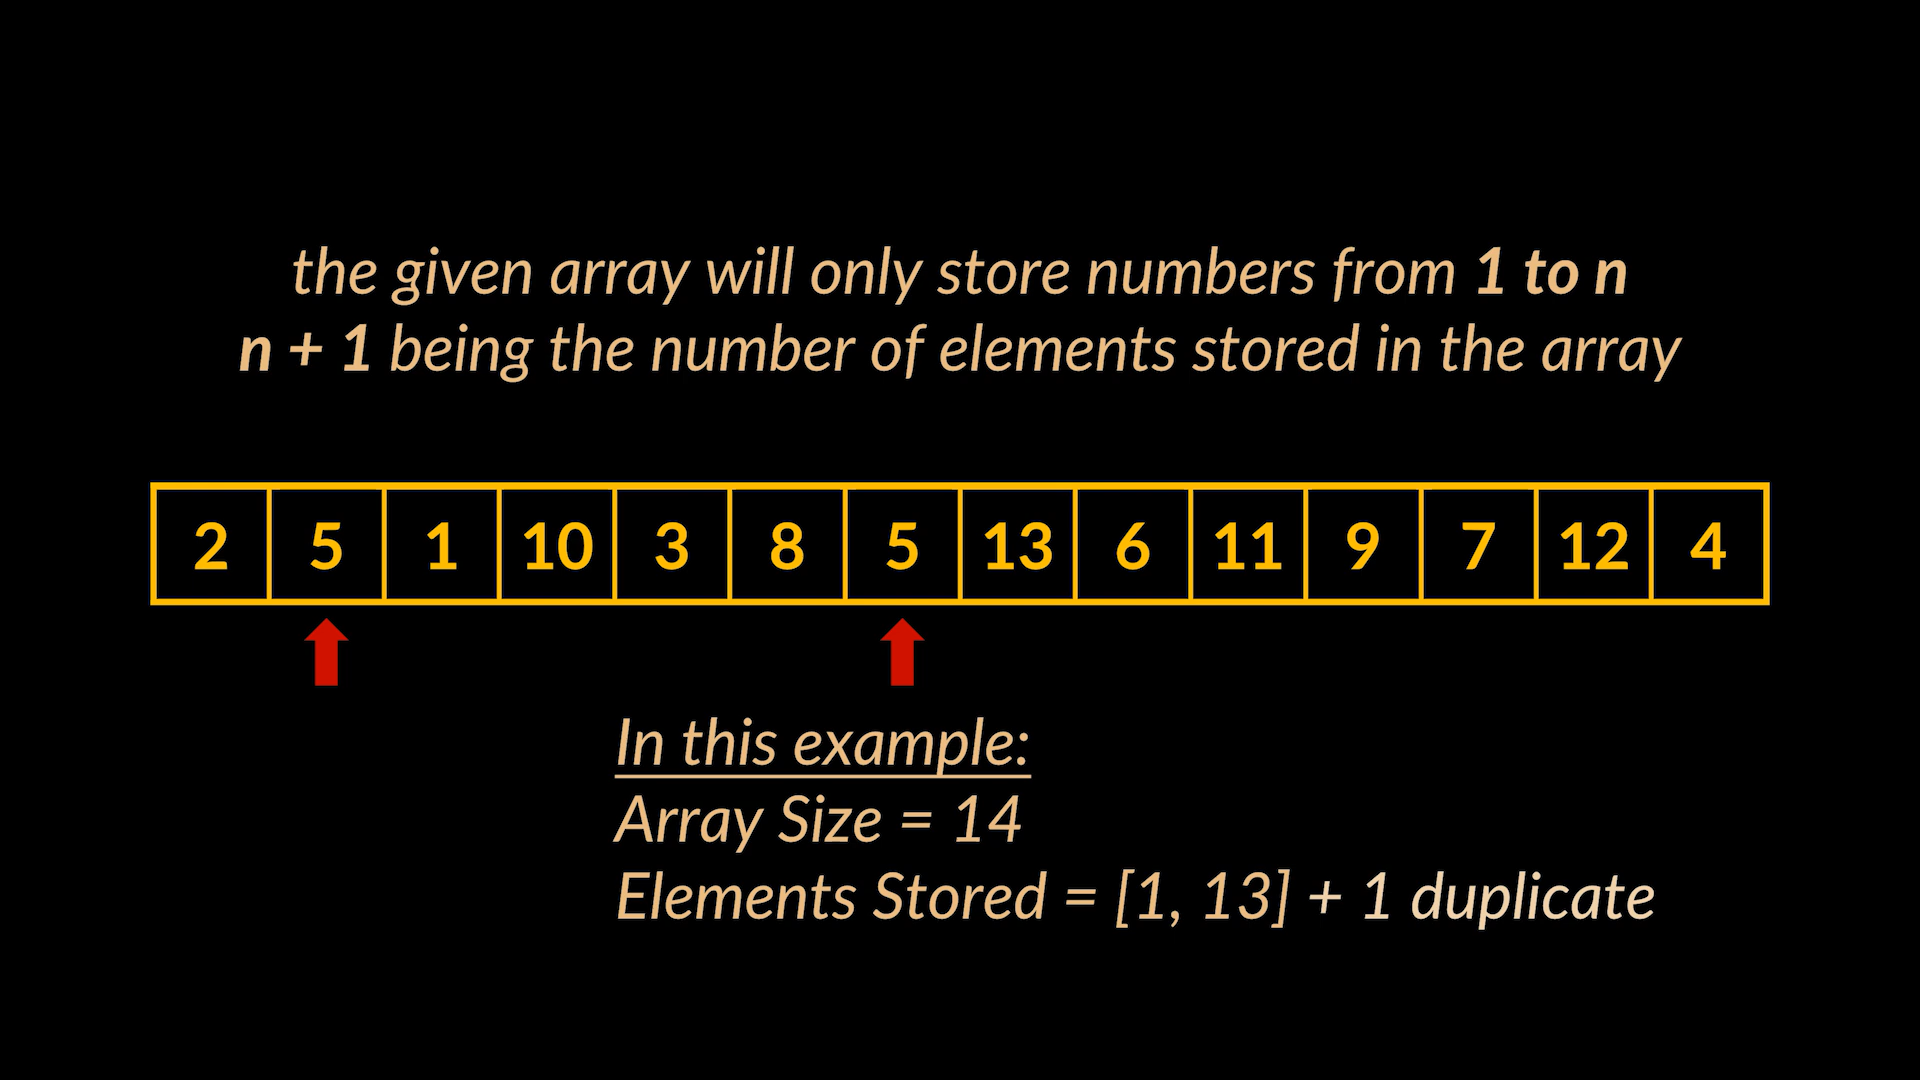 the given array will only store numbers from 1 to n
n + 1 being the number of elements stored in the array
2 5 1 10 3 8 5 13 6 11 9 7 12 4
In this example:
Array Size = 14
Elements Stored = [1, 13] + 1 duplicate